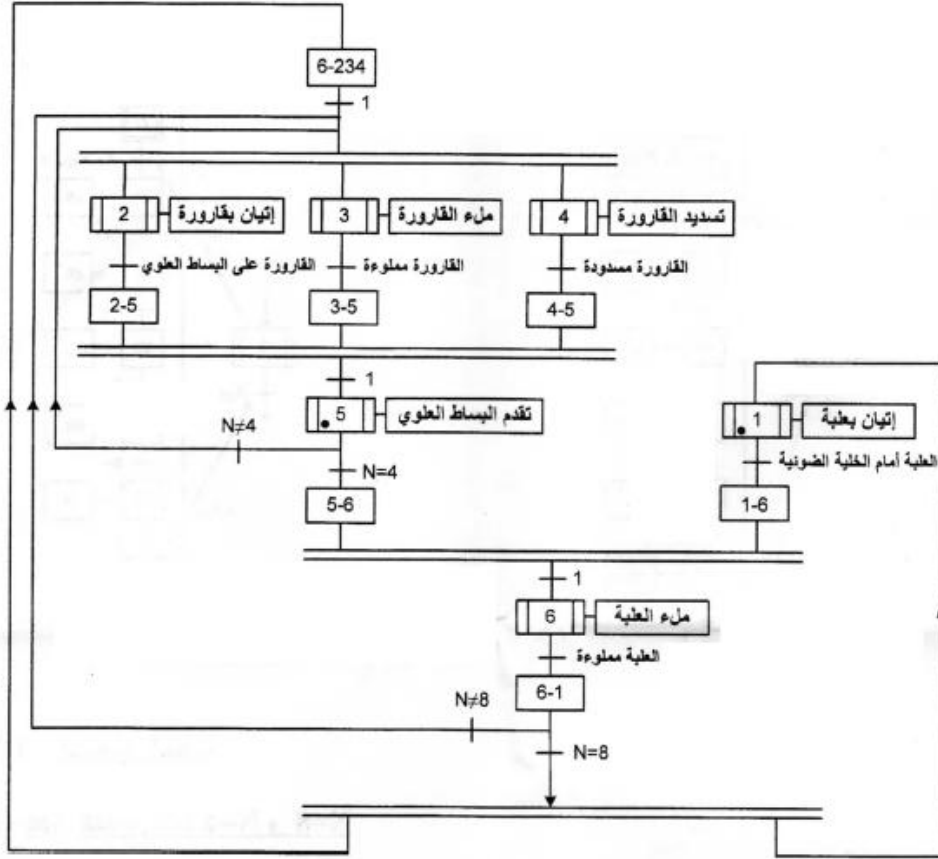 6-234
1
2
إتيان بقارورة
3
ملء القارورة
4
تسديد القارورة
القارورة على البساط العلوي
القارورة مملوءة
القارورة مسدودة
2-5
3-5
4-5
1
5
تقدم البساط العلوي
1
إتيان بعلبة
N≠4
N=4
العلبة أمام الخلية الضوئية
5-6
1-6
1
6
ملء العلبة
العلبة مملوءة
6-1
N≠8
N=8